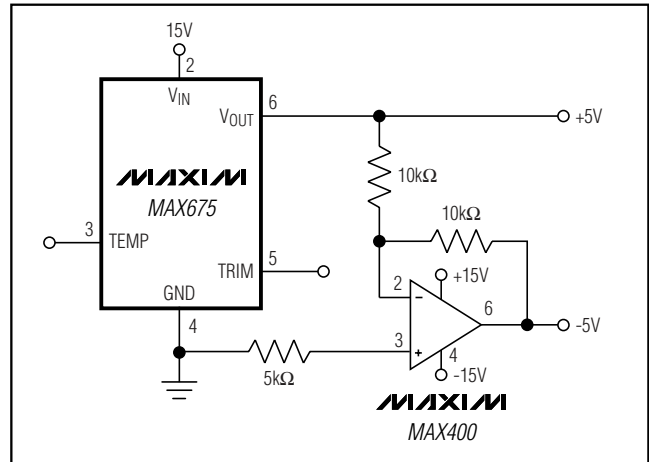 15V
2
VIN
VOUT
6
+5V
MAXIM
MAX675
10kΩ
10kΩ
3
TEMP
TRIM
5
+15V
2
-
6
-5V
GND
4
3
+
4
-15V
5kΩ
MAXIM
MAX400